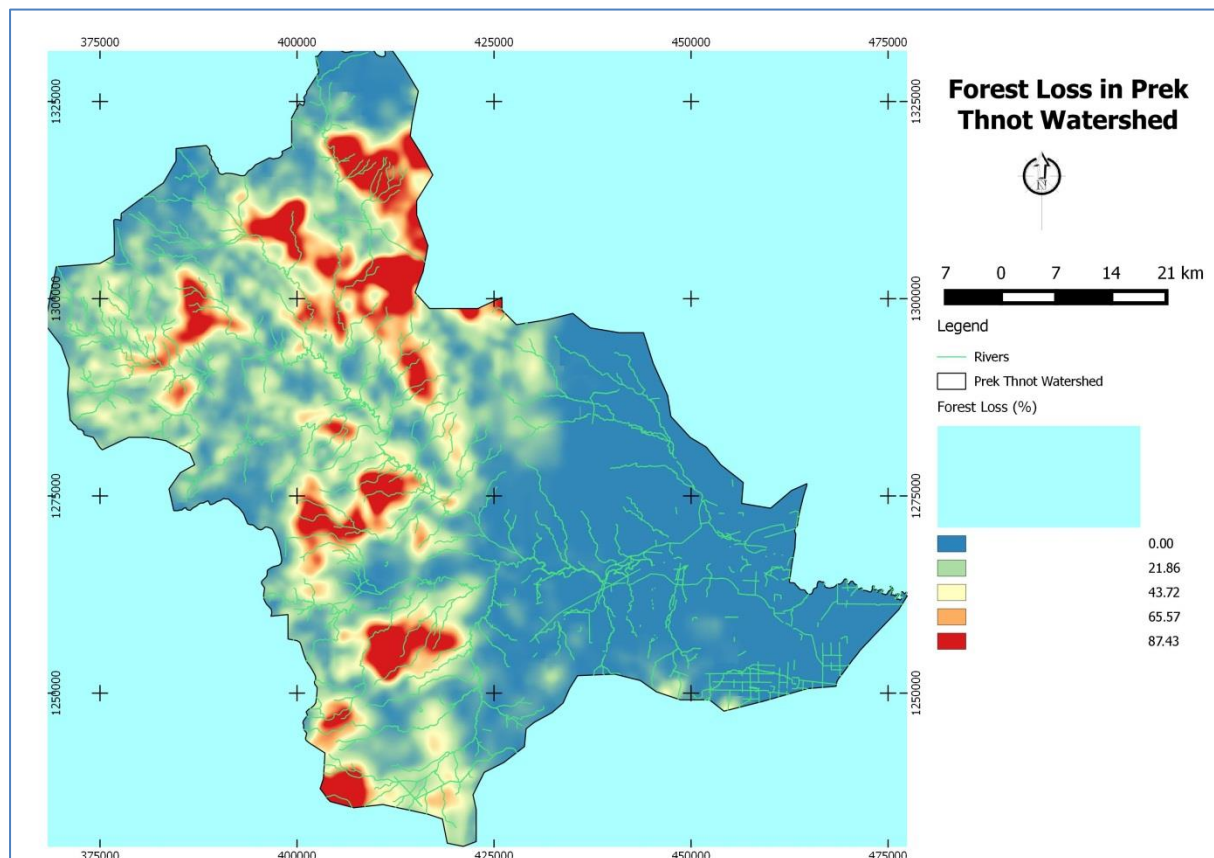 375000 400000 425000 450000 475000
1325000 1325000
1300000 1300000
1275000 1275000
1250000 1250000
375000 400000 425000 450000 475000
Forest Loss in Prek
Thnot Watershed
N
7 0 7 14 21 km
Legend
Rivers
Prek Thnot Watershed
Forest Loss (%)
0.00
21.86
43.72
65.57
87.43